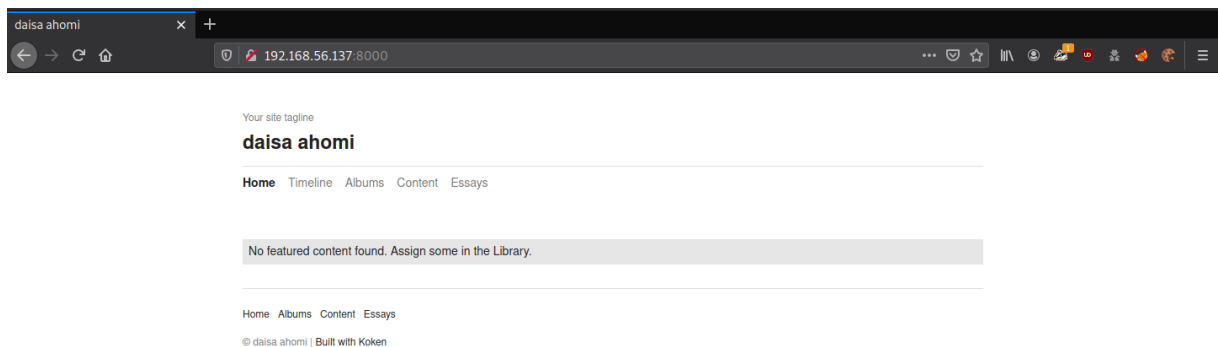 daisa ahomi
192.168.56.137:8000
1
Your site tagline
daisa ahomi
Home Timeline Albums Content Essays
No featured content found. Assign some in the Library.
Home Albums Content Essays
© daisa ahomi | Built with Koken